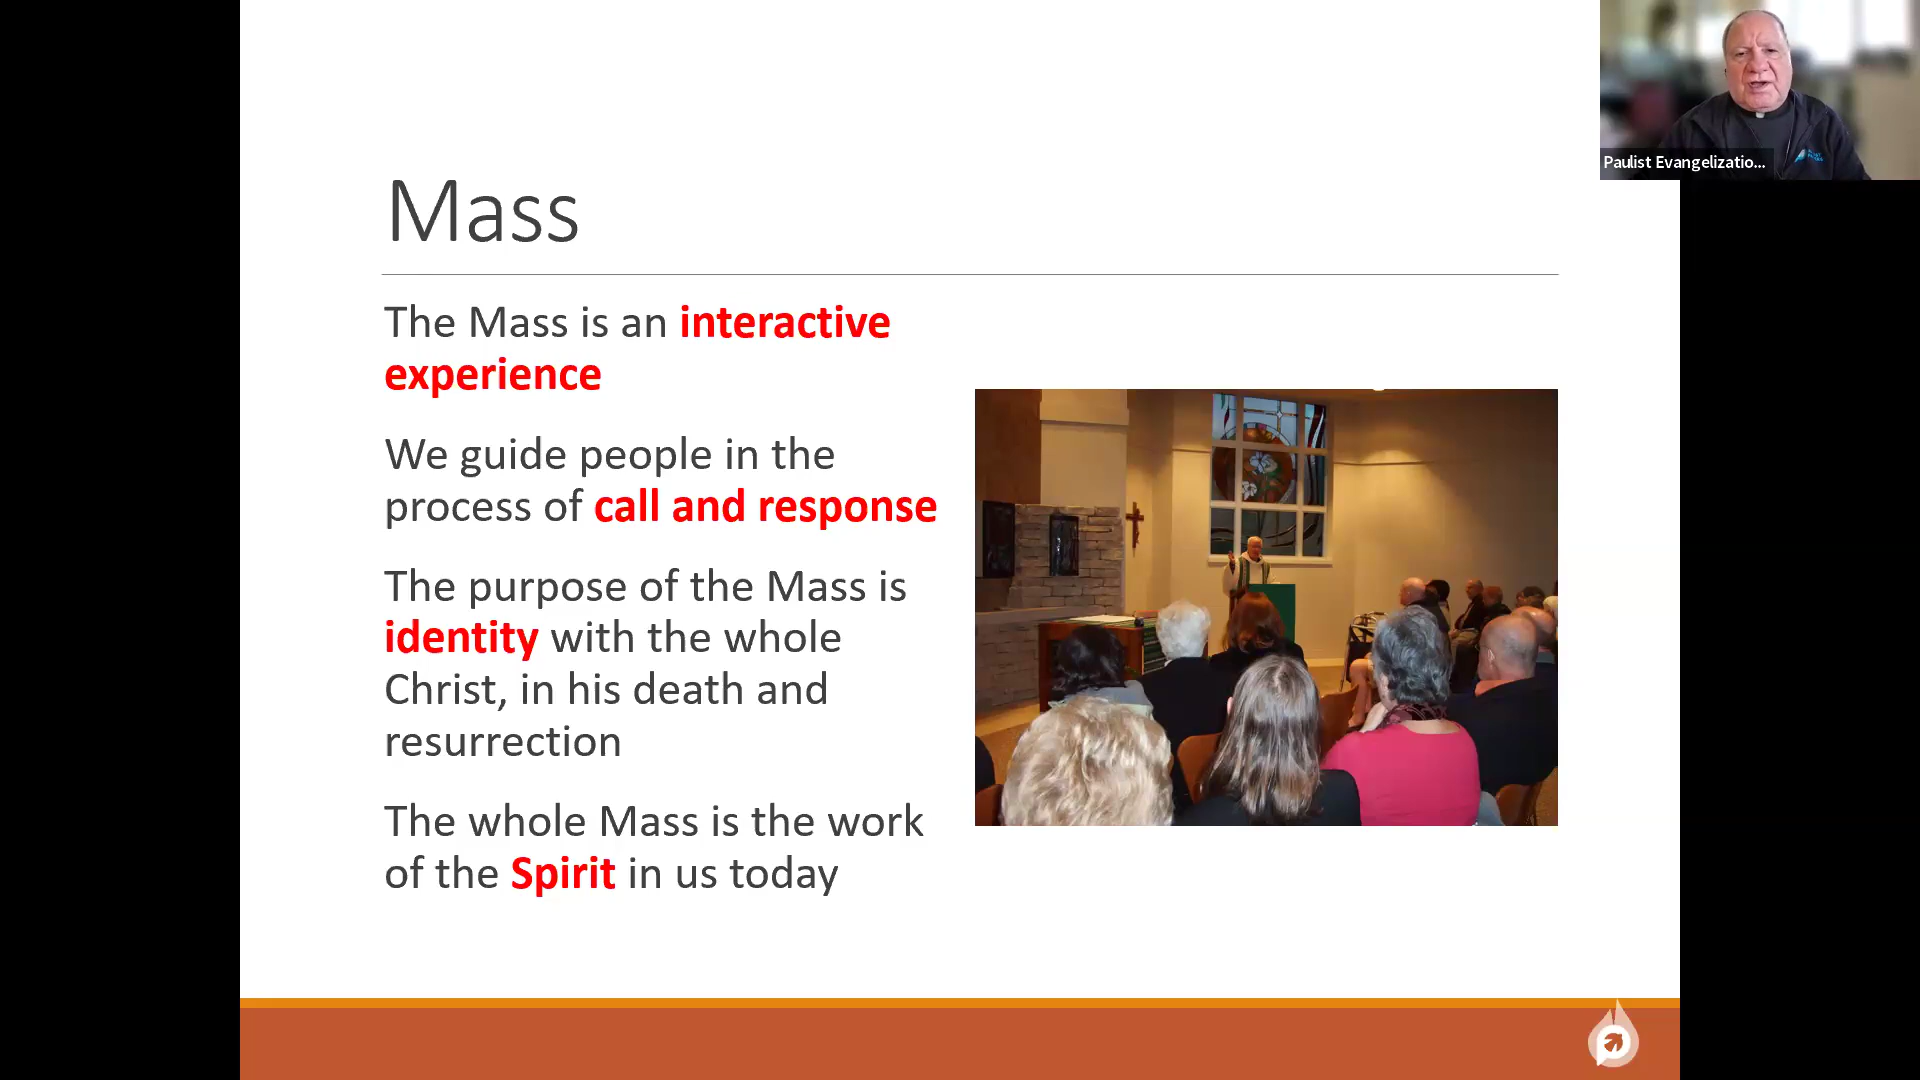 Paulist Evangelizatio...
Mass
The Mass is an interactive
experience
We guide people in the
process of call and response
The purpose of the Mass is
identity with the whole
Christ, in his death and
resurrection
The whole Mass is the work
of the Spirit in us today